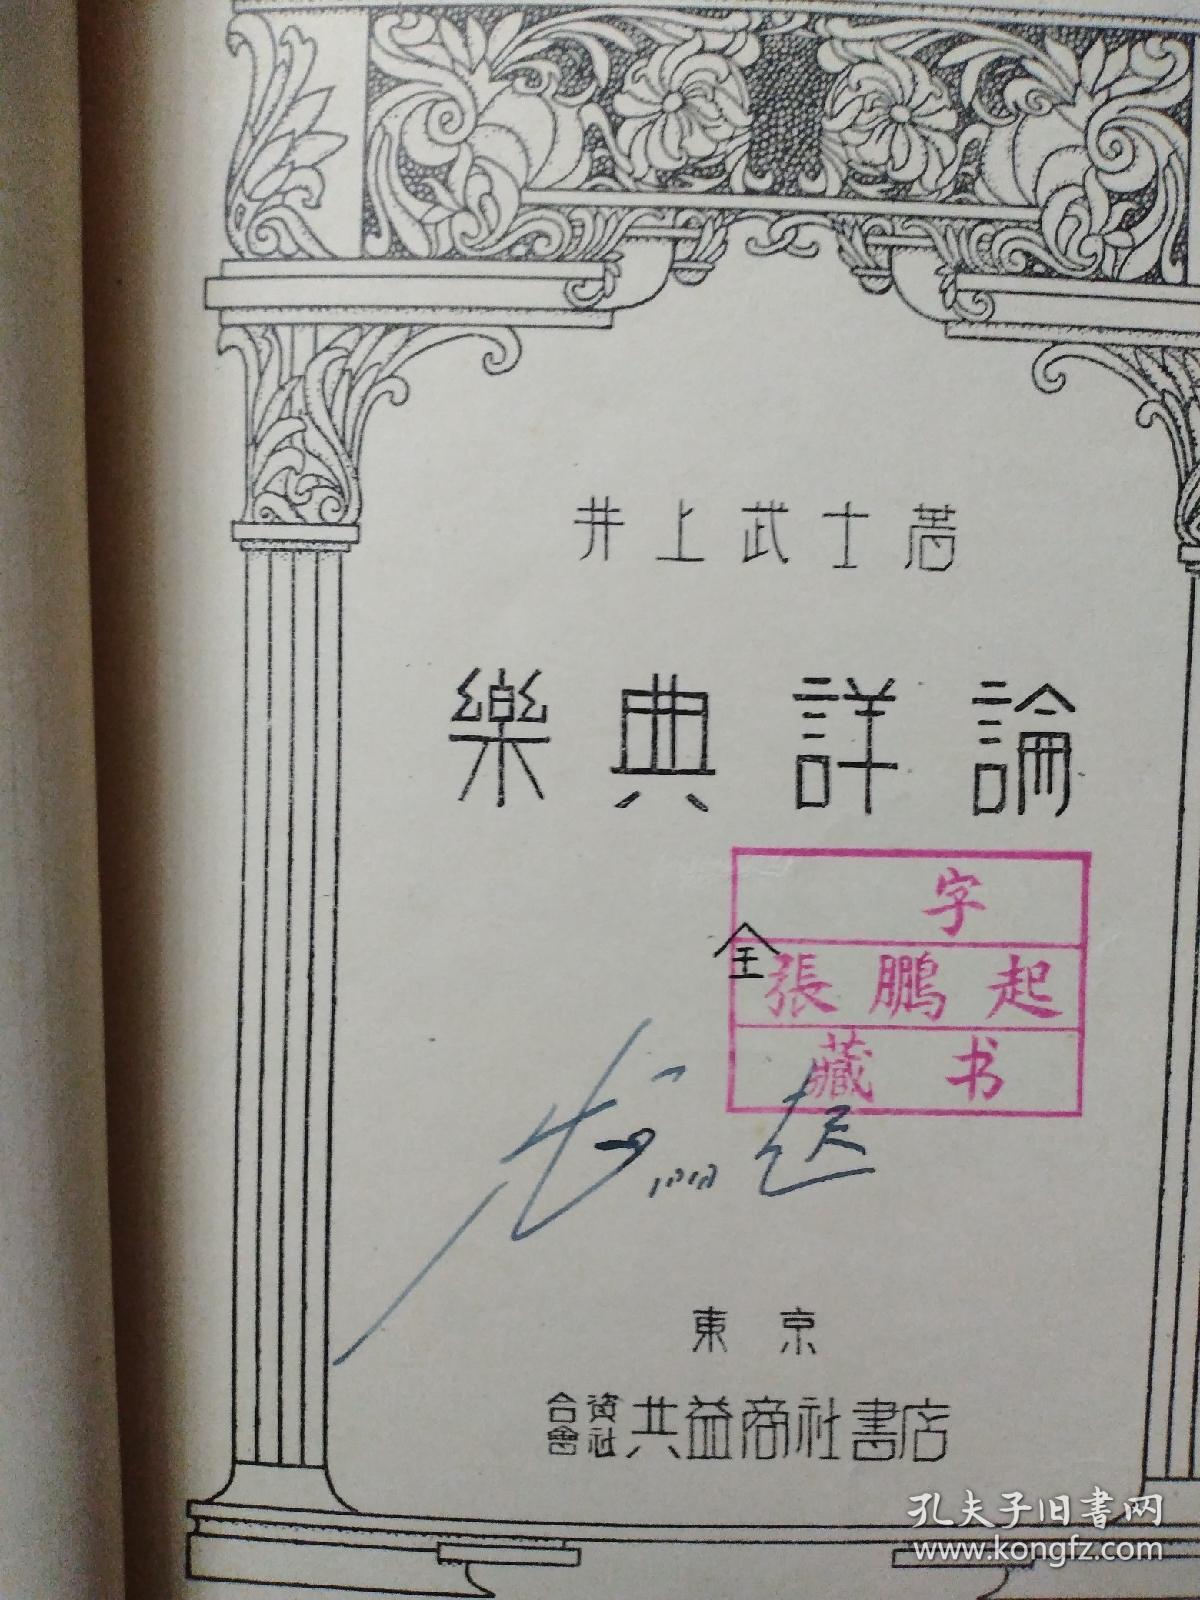 井上武士著
樂典詳論
全
字
張鵬起
藏书
東京
合資會社 共益商社書店
孔夫子旧書网
www.kongfz.com